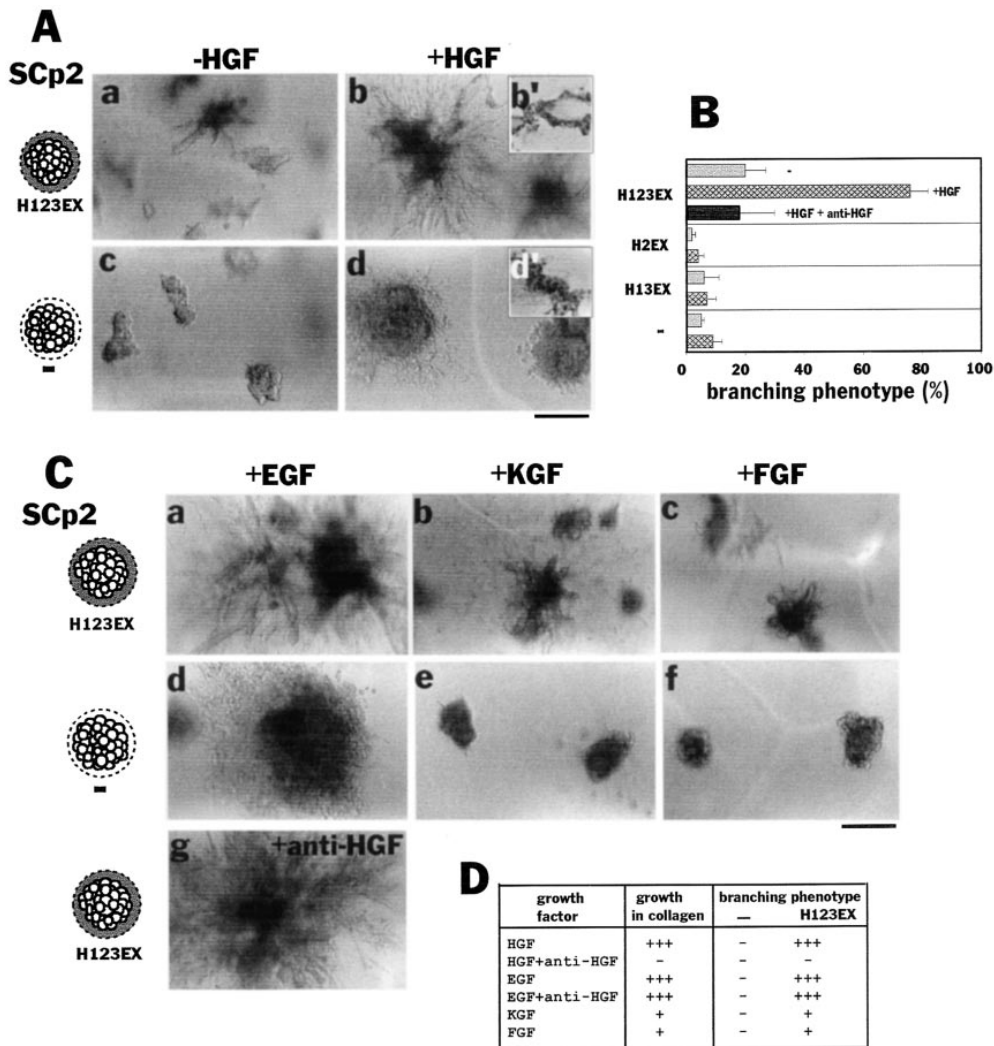 A
SCp2
-HGF +HGF
a b b'
H123EX
c d d'
-
B
-
H123EX +HGF
+HGF + anti-HGF
H2EX
H13EX
-
0 20 40 60 80 100
branching phenotype (%)
C
SCp2
+EGF +KGF +FGF
a b c
H123EX
d e f
-
g +anti-HGF
H123EX
D
growth factor growth in collagen branching phenotype
— H123EX
HGF +++ - +++
HGF+anti-HGF - - -
EGF +++ - +++
EGF+anti-HGF +++ - +++
KGF + - +
FGF + - +